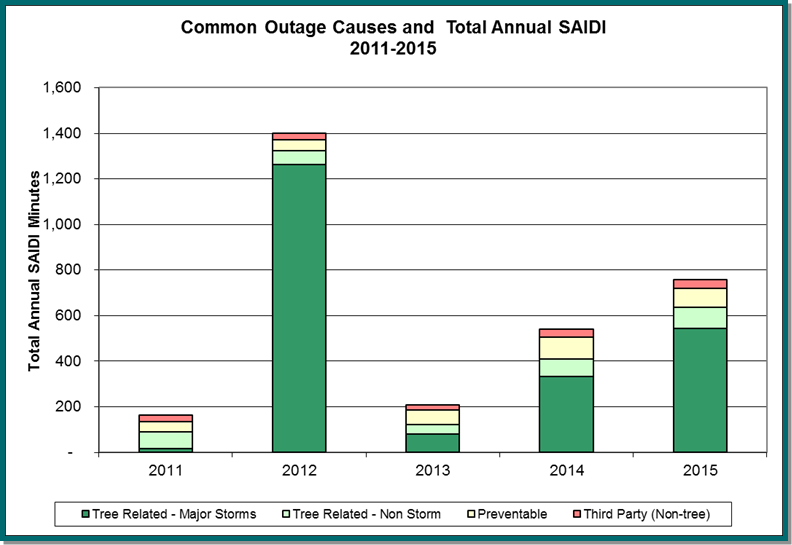 Common Outage Causes and Total Annual SAIDI
2011-2015
Total Annual SAIDI Minutes
1,600
1,400
1,200
1,000
800
600
400
200
-
2011 2012 2013 2014 2015
Tree Related - Major Storms Tree Related - Non Storm Preventable Third Party (Non-tree)